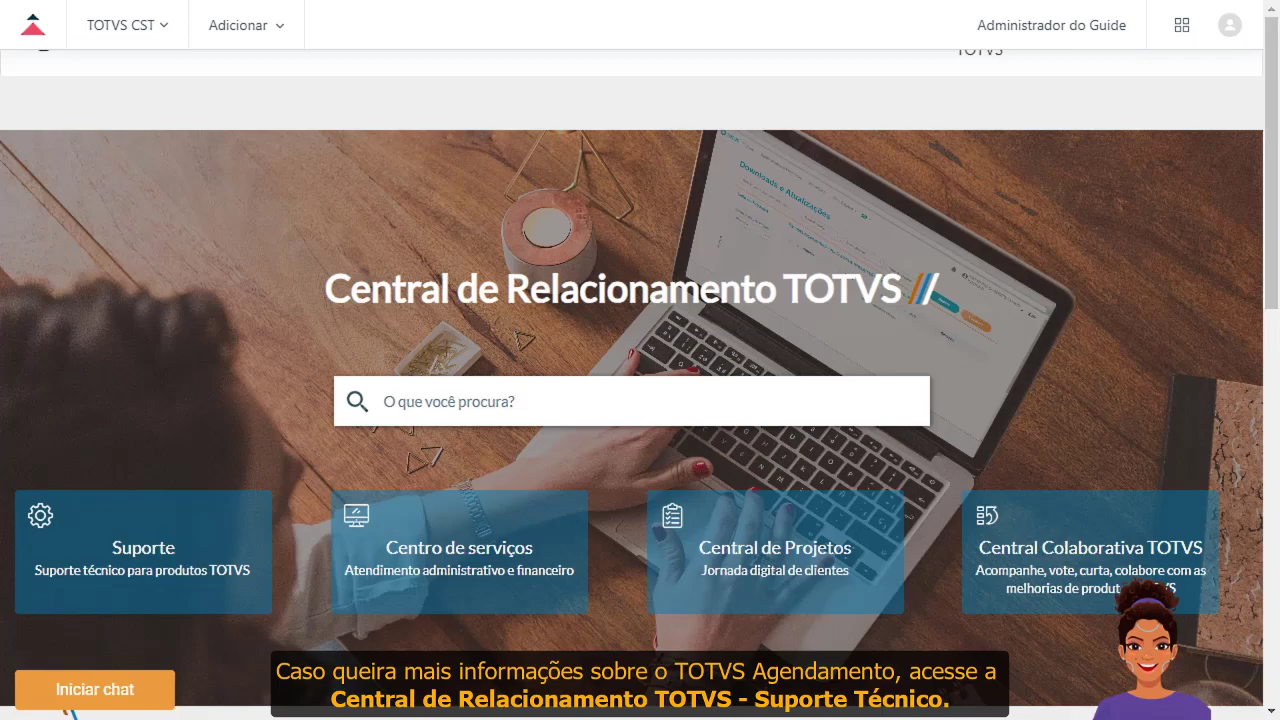 TOTVS CST
Adicionar
Administrador do Guide
TOTVS
Downloads e Atualizações
Central de Relacionamento TOTVS //
O que você procura?
Suporte
Suporte técnico para produtos TOTVS
Centro de serviços
Atendimento administrativo e financeiro
Central de Projetos
Jornada digital de clientes
Central Colaborativa TOTVS
Acompanhe, vote, curta, colabore com as
melhorias de produt
Iniciar chat
Caso queira mais informações sobre o TOTVS Agendamento, acesse a
Central de Relacionamento TOTVS - Suporte Técnico.